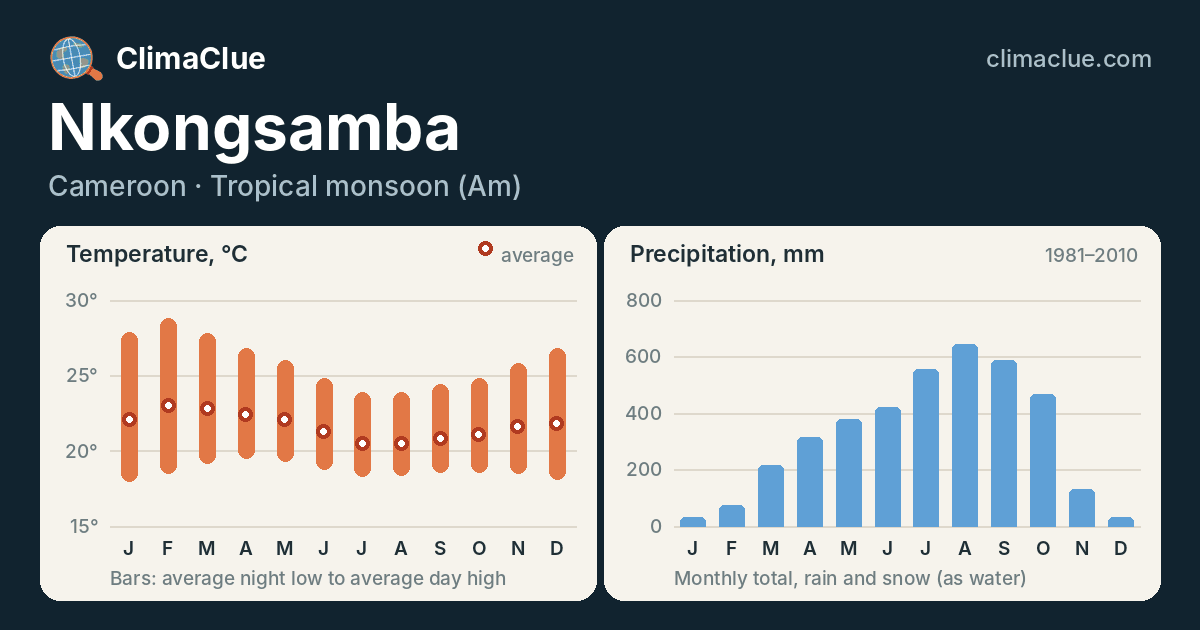 ClimaClue
climaclue.com
Nkongsamba
Cameroon · Tropical monsoon (Am)
Temperature, °C
average
30°
25°
20°
15°
J F M A M J J A S O N D
Bars: average night low to average day high
Precipitation, mm
1981–2010
800
600
400
200
0
J F M A M J J A S O N D
Monthly total, rain and snow (as water)